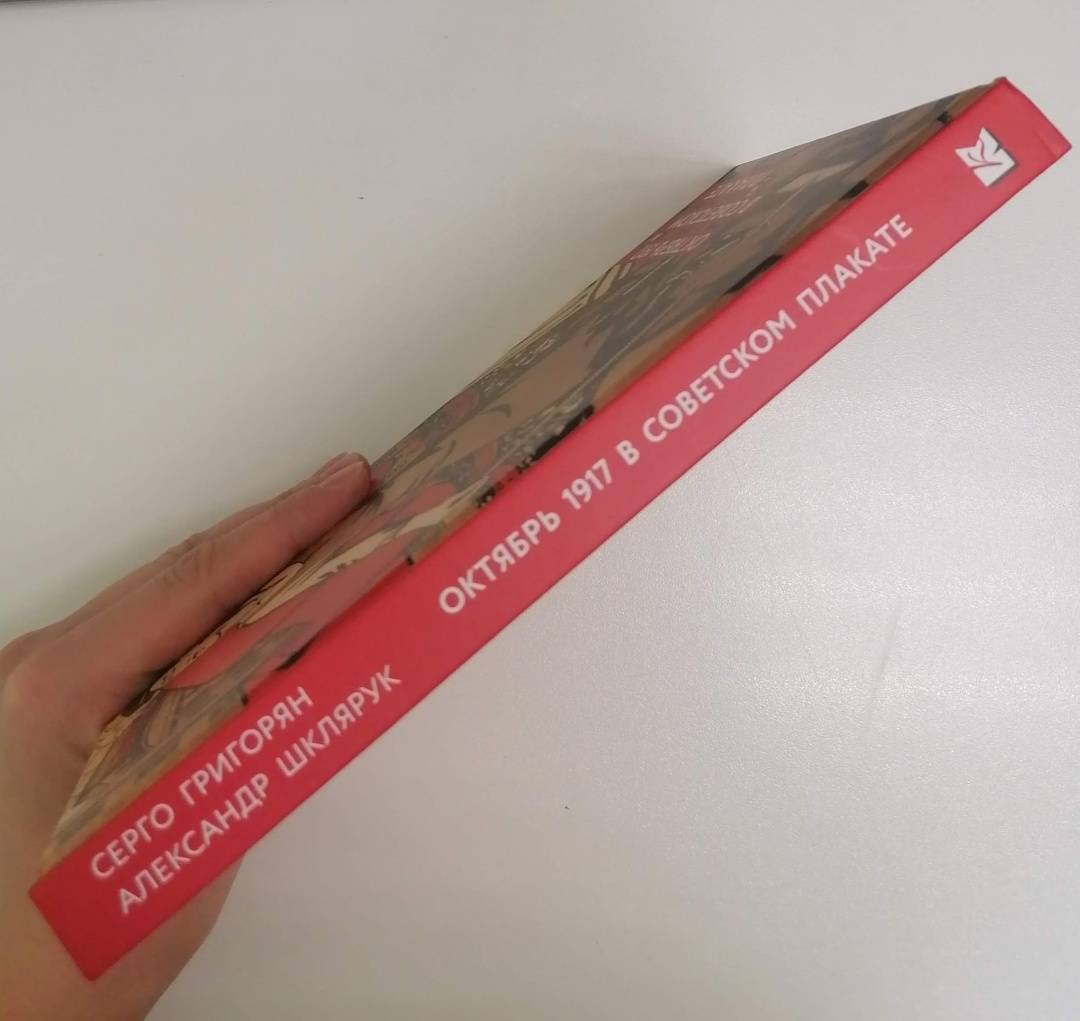 СЕРГО ГРИГОРЯН
АЛЕКСАНДР ШКЛЯРУК
ОКТЯБРЬ 1917 В СОВЕТСКОМ ПЛАКАТЕ